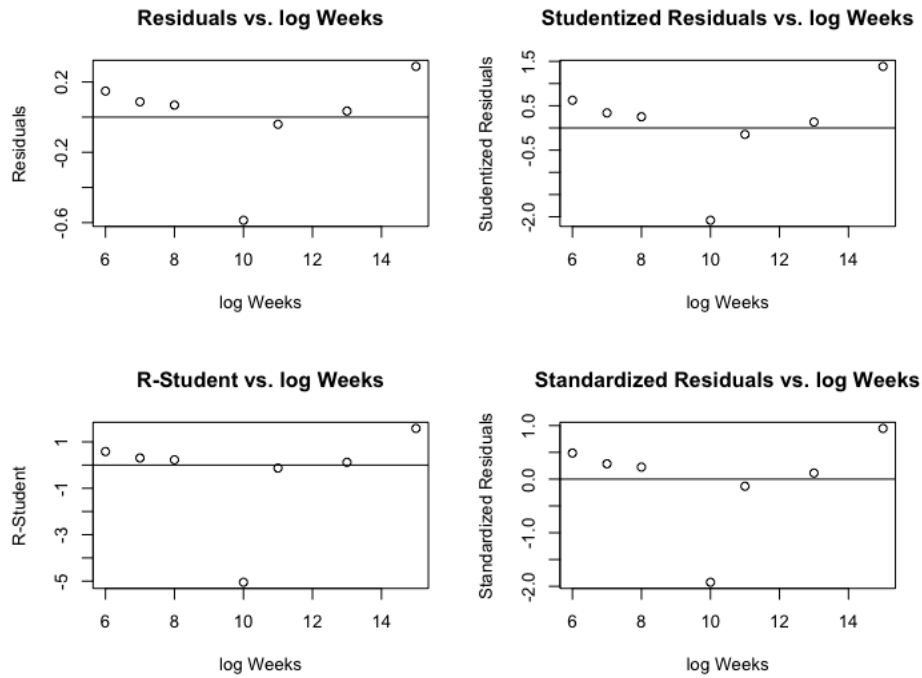 Residuals vs. log Weeks
Residuals
0.2
-0.2
-0.6
6 8 10 12 14
log Weeks
Studentized Residuals vs. log Weeks
Studentized Residuals
1.5
0.5
-0.5
-2.0
6 8 10 12 14
log Weeks
R-Student vs. log Weeks
R-Student
1
-1
-3
-5
6 8 10 12 14
log Weeks
Standardized Residuals vs. log Weeks
Standardized Residuals
1.0
0.0
-1.0
-2.0
6 8 10 12 14
log Weeks